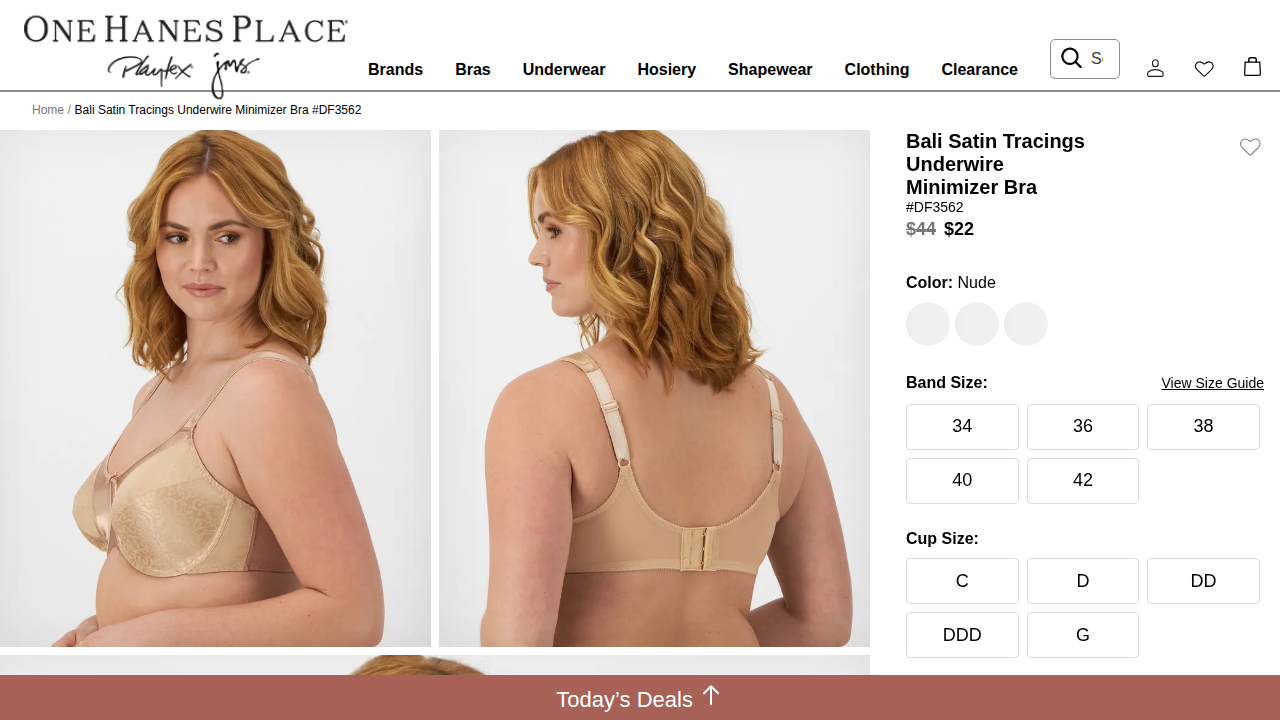 ONE HANES PLACE
Playtex jms.
Brands Bras Underwear Hosiery Shapewear Clothing Clearance
Home / Bali Satin Tracings Underwire Minimizer Bra #DF3562
Bali Satin Tracings
Underwire
Minimizer Bra
#DF3562
$44 $22
Color: Nude
Band Size: View Size Guide
34 36 38
40 42
Cup Size:
C D DD
DDD G
Today’s Deals